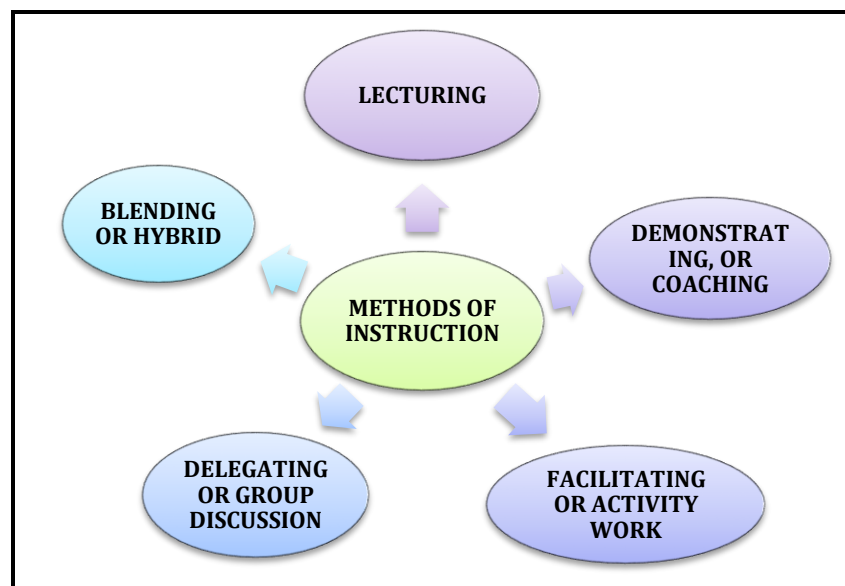 LECTURING
BLENDING
OR HYBRID
DEMONSTRAT
ING, OR
COACHING
METHODS OF
INSTRUCTION
DELEGATING
OR GROUP
DISCUSSION
FACILITATING
OR ACTIVITY
WORK